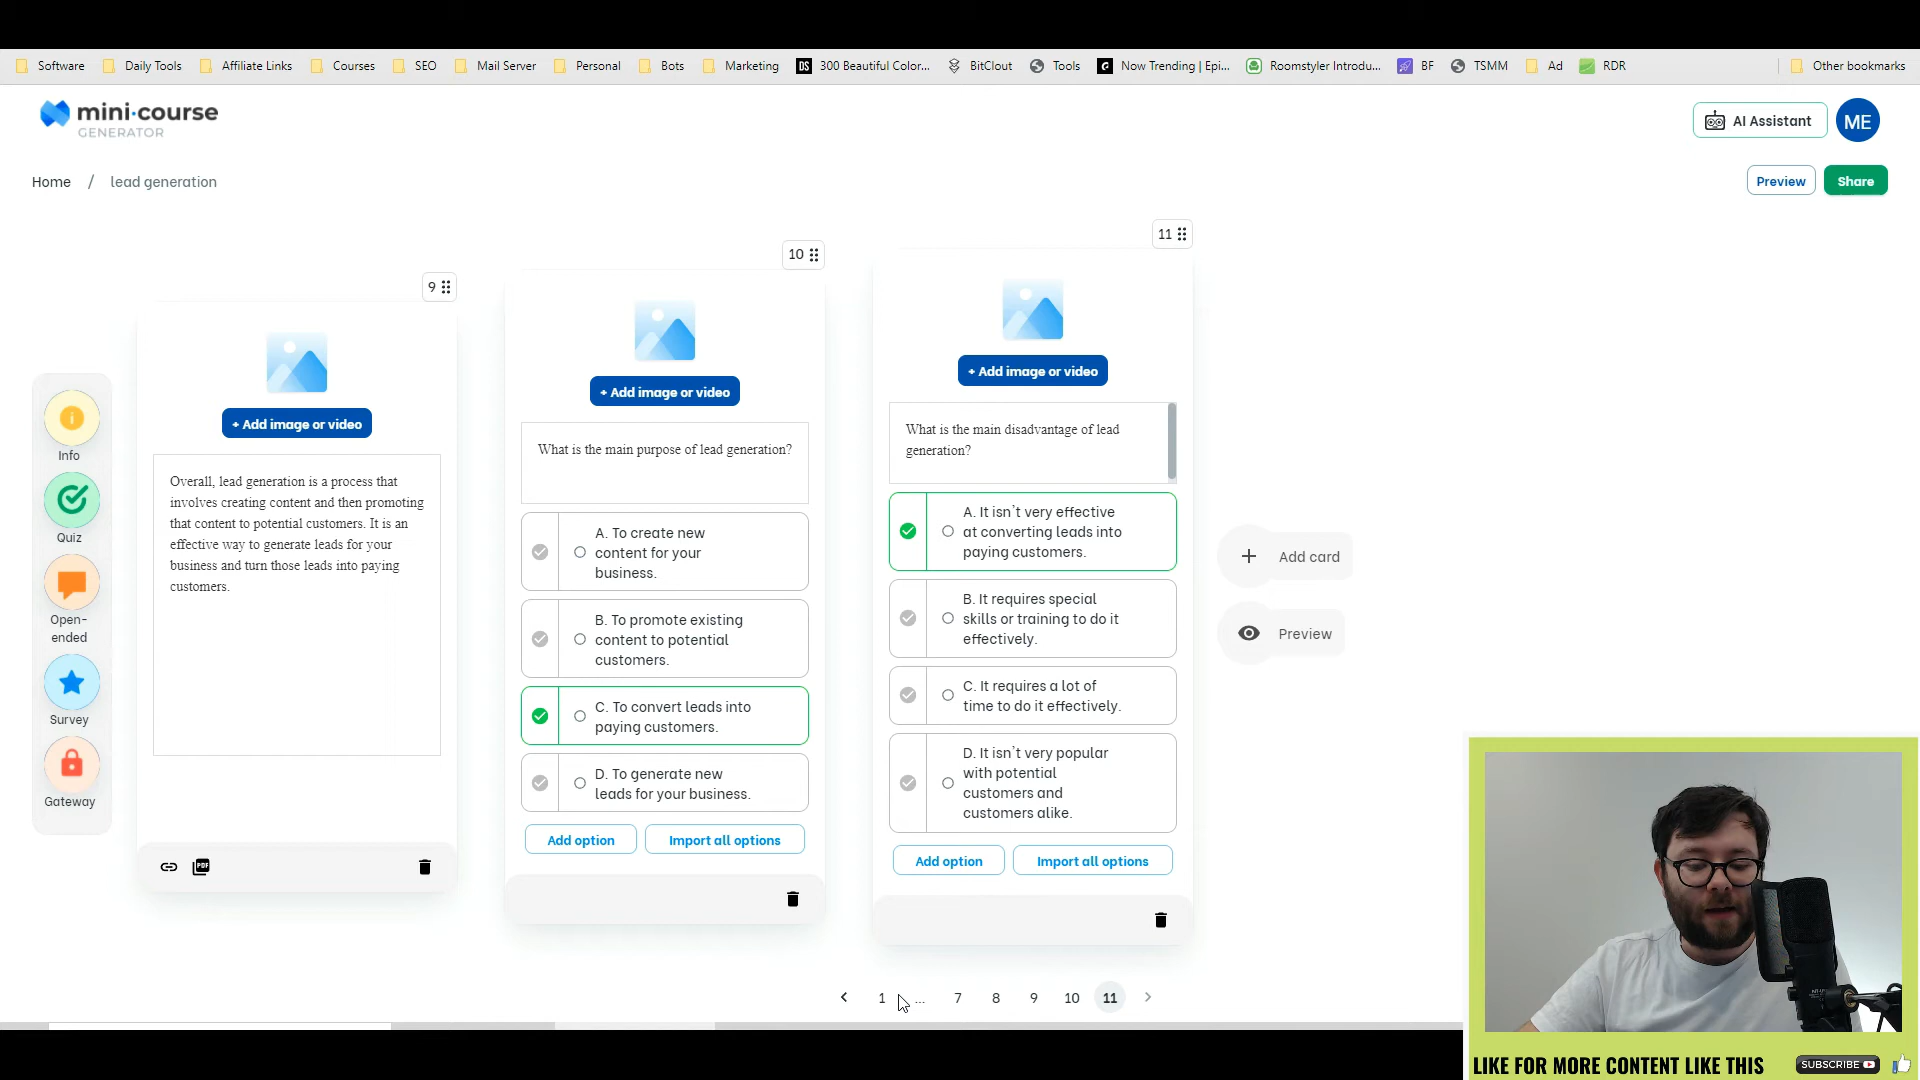 Software Daily Tools Affiliate Links Courses SEO Mail Server Personal Bots Marketing DS 300 Beautiful Color... BitClout Tools Now Trending | Epi... Roomstyler Introdu... BF TSMM Ad RDR Other bookmarks
mini·course
GENERATOR
AI Assistant ME
Home / lead generation
Preview Share
9
+ Add image or video
Overall, lead generation is a process that
involves creating content and then promoting
that content to potential customers. It is an
effective way to generate leads for your
business and turn those leads into paying
customers.
PDF
10
+ Add image or video
What is the main purpose of lead generation?
A. To create new
content for your
business.
B. To promote existing
content to potential
customers.
C. To convert leads into
paying customers.
D. To generate new
leads for your business.
Add option Import all options
11
+ Add image or video
What is the main disadvantage of lead
generation?
A. It isn't very effective
at converting leads into
paying customers.
B. It requires special
skills or training to do it
effectively.
C. It requires a lot of
time to do it effectively.
D. It isn't very popular
with potential
customers and
customers alike.
Add option Import all options
Info
Quiz
Open-
ended
Survey
Gateway
+ Add card
Preview
1 ... 7 8 9 10 11
LIKE FOR MORE CONTENT LIKE THIS SUBSCRIBE